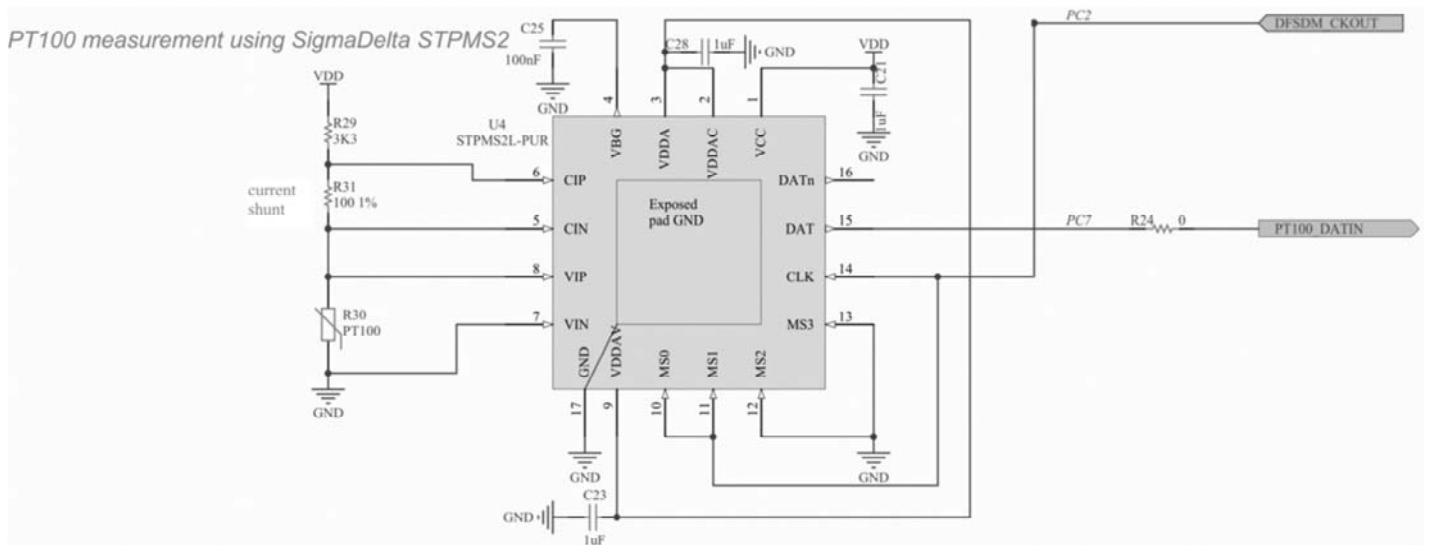 PT100 measurement using SigmaDelta STPMS2
C25
100nF
GND
C28
1uF
GND
VDD
C21
1uF
GND
PC2
DFSDM_CKOUT
VDD
R29
3K3
current
shunt
R31
100 1%
R30
PT100
GND
U4
STPMS2L-PUR
4
3
2
1
VBG
VDDA
VDDAC
VCC
6
CIP
5
CIN
8
VIP
7
VIN
Exposed
pad GND
DATn
16
DAT
15
PC7
R24
0
PT100_DATIN
CLK
14
MS3
13
GND
VDDAV
MS0
MS1
MS2
17
9
10
11
12
GND
GND
C23
1uF
GND